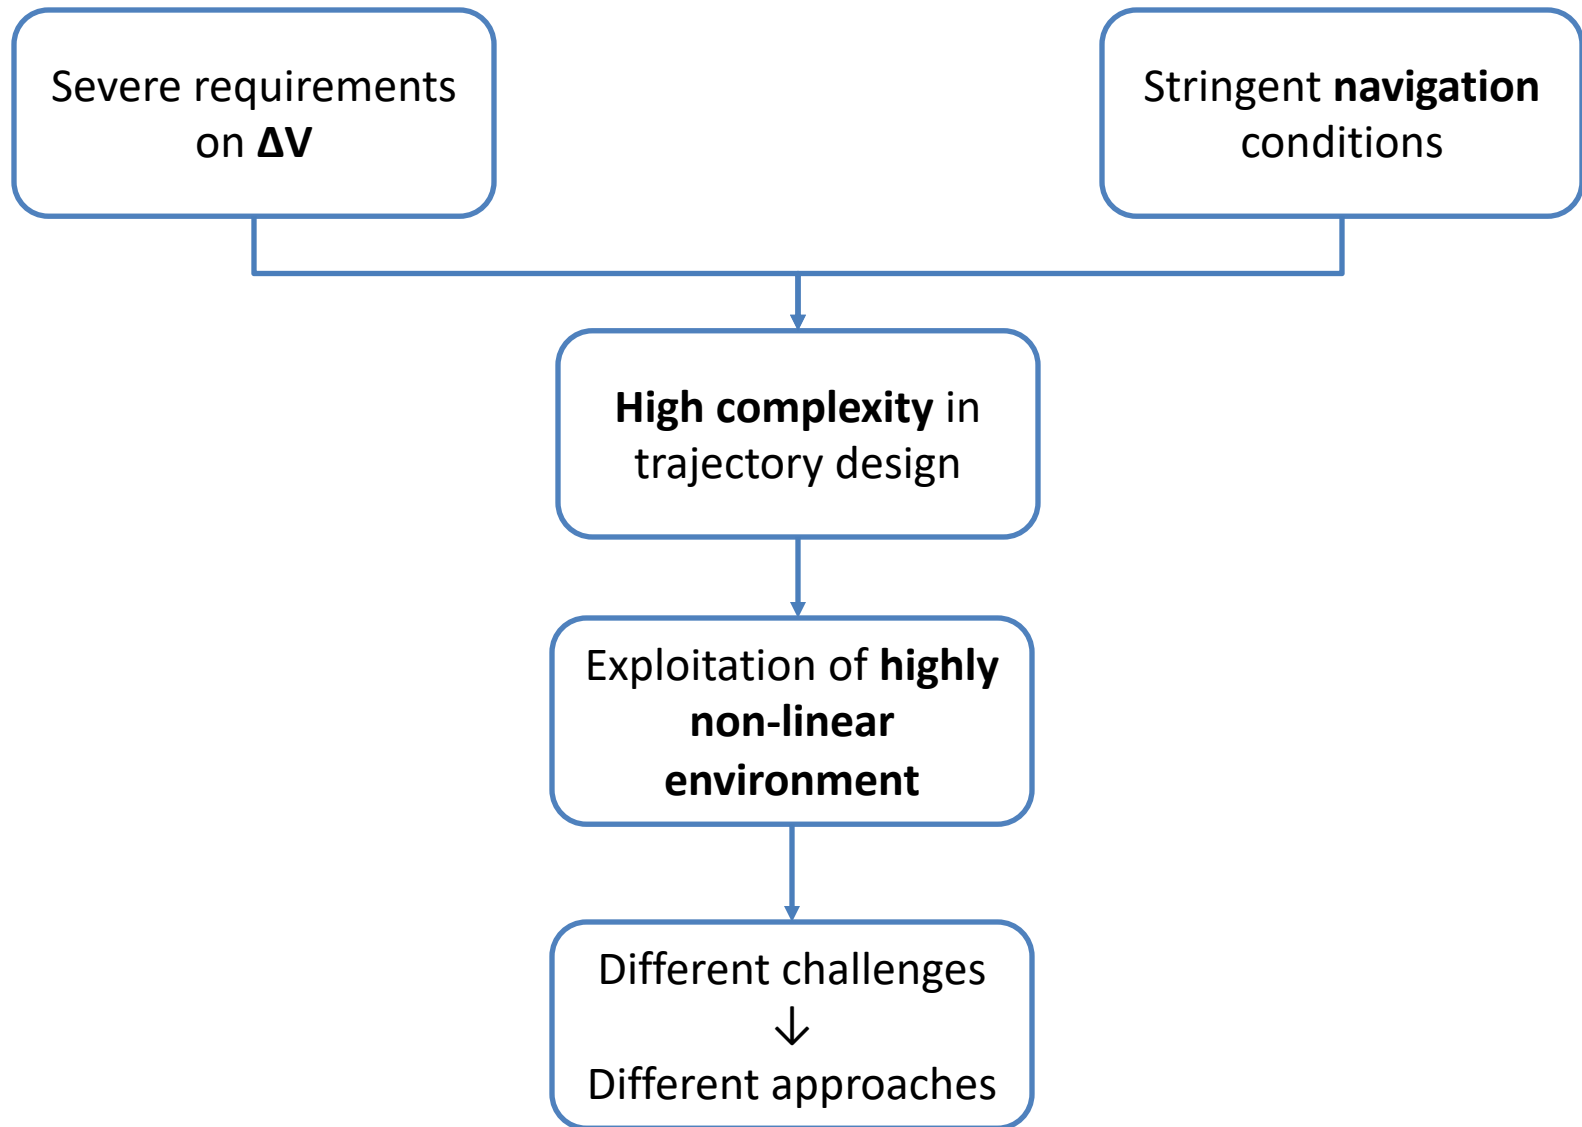 Severe requirements
on ΔV
Stringent navigation
conditions
High complexity in
trajectory design
Exploitation of highly
non-linear
environment
Different challenges
↓
Different approaches